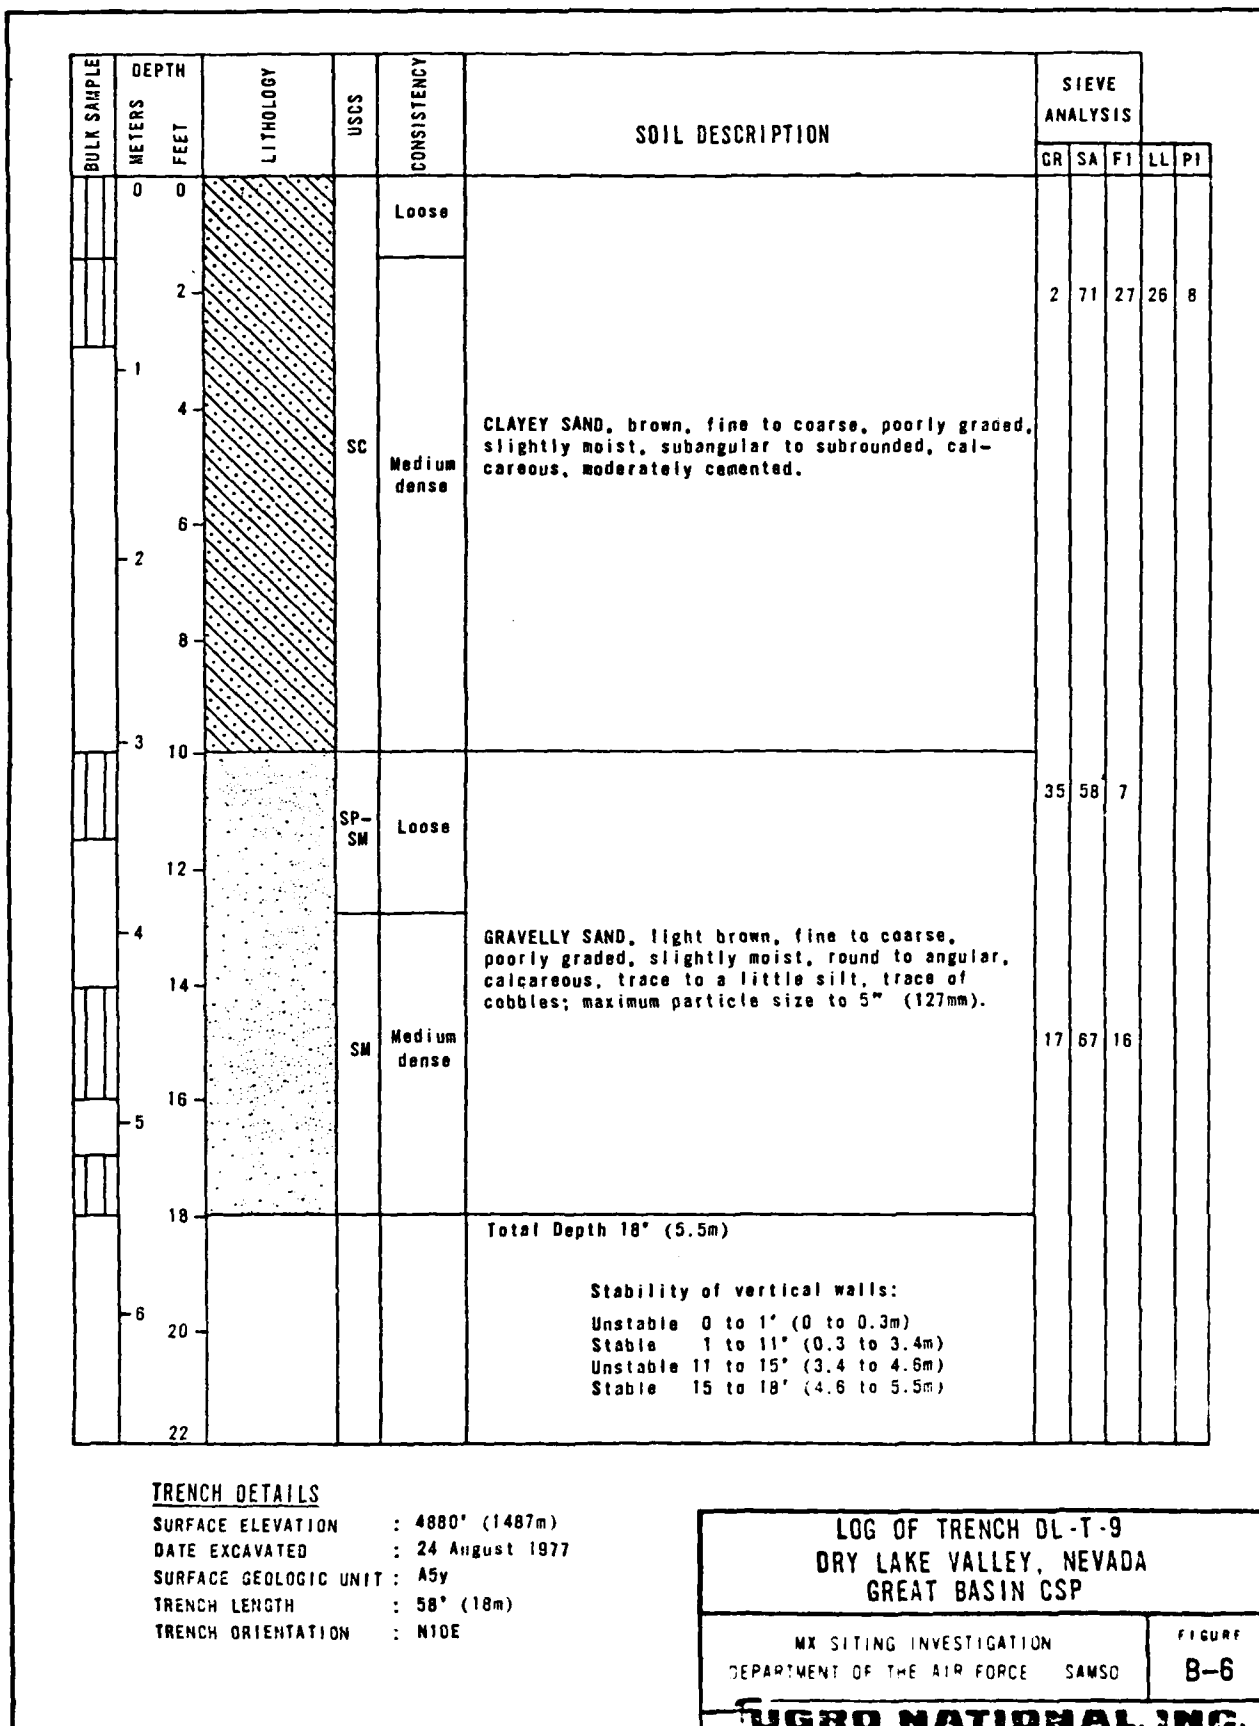 BULK SAMPLE
DEPTH
METERS
FEET
LITHOLOGY
USCS
CONSISTENCY
SOIL DESCRIPTION
SIEVE
ANALYSIS
GR SA FI LL PI
0 0
Loose
2
2 71 27 26 8
1
4
CLAYEY SAND, brown, fine to coarse, poorly graded,
slightly moist, subangular to subrounded, cal-
careous, moderately cemented.
SC
Medium
dense
6
2
8
3
10
35 58 7
SP-
SM
Loose
12
4
GRAVELLY SAND, light brown, fine to coarse,
poorly graded, slightly moist, round to angular,
calcareous, trace to a little silt, trace of
cobbles; maximum particle size to 5" (127mm).
14
SM
Medium
dense
17 67 16
16
5
18
Total Depth 18' (5.5m)
Stability of vertical walls:
6
Unstable 0 to 1' (0 to 0.3m)
20
Stable 1 to 11' (0.3 to 3.4m)
Unstable 11 to 15' (3.4 to 4.6m)
Stable 15 to 18' (4.6 to 5.5m)
22
TRENCH DETAILS
SURFACE ELEVATION : 4880' (1487m)
DATE EXCAVATED : 24 August 1977
SURFACE GEOLOGIC UNIT : A5y
TRENCH LENGTH : 58' (18m)
TRENCH ORIENTATION : N10E
LOG OF TRENCH DL-T-9
DRY LAKE VALLEY, NEVADA
GREAT BASIN CSP
MX SITING INVESTIGATION
DEPARTMENT OF THE AIR FORCE SAMSO
FIGURE
B-6
FUGRO NATIONAL, INC.